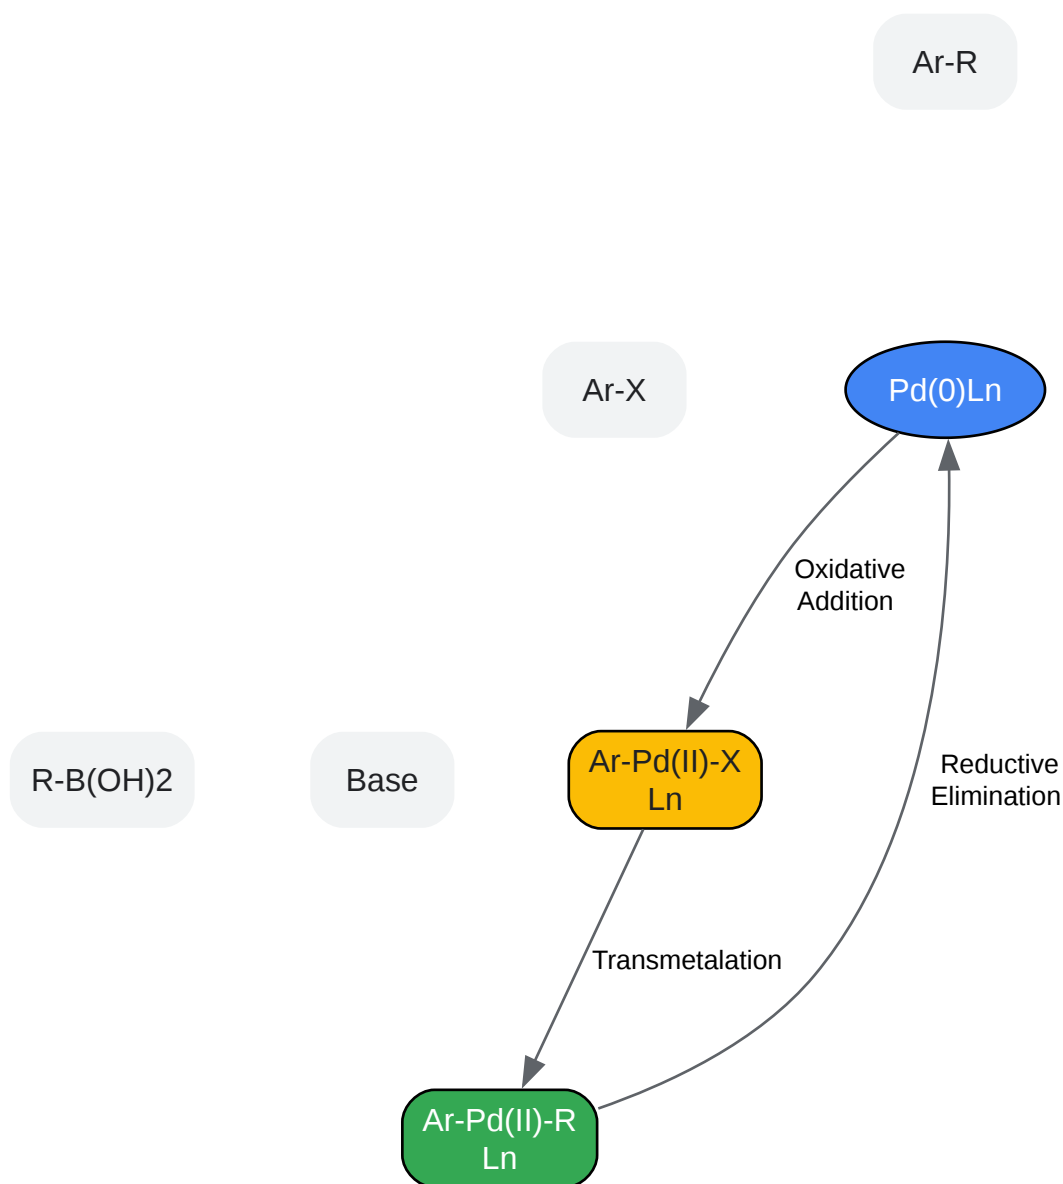 Ar-R
Ar-X
Pd(0)Ln
Oxidative
Addition
R-B(OH)2
Base
Ar-Pd(II)-X
Ln
Reductive
Elimination
Transmetalation
Ar-Pd(II)-R
Ln